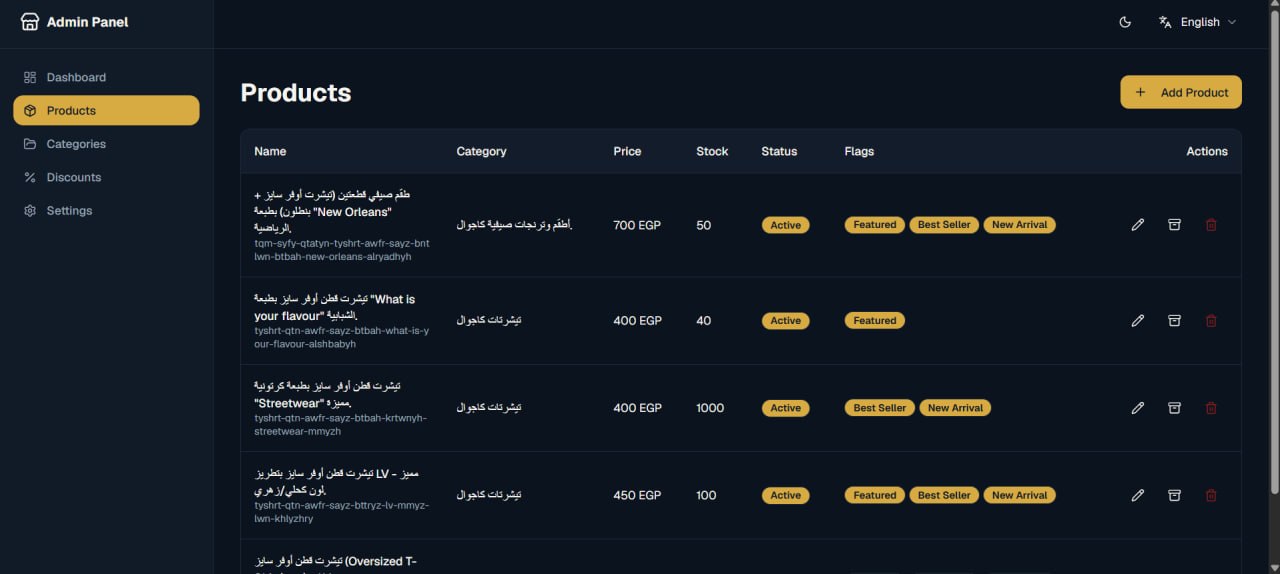 Admin Panel
English
Dashboard
Products
Categories
Discounts
Settings
Products
+ Add Product
Name Category Price Stock Status Flags Actions
طقم صيفي قطعتين (تيشرت أوفر سايز +
بنطلون) بطبعة "New Orleans"
الرياضية.
tqm-syfy-qtatyn-tyshrt-awfr-sayz-bnt
lwn-btbah-new-orleans-alryadhyh
أطقم وترنجات صيفية كاجوال.
700 EGP
50
Active
Featured Best Seller New Arrival
تيشرت قطن أوفر سايز بطبعة "What is
your flavour" الشبابية.
tyshrt-qtn-awfr-sayz-btbah-what-is-y
our-flavour-alshbabyh
تيشرتات كاجوال
400 EGP
40
Active
Featured
تيشرت قطن أوفر سايز بطبعة كرتونية
"Streetwear" مميزة.
tyshrt-qtn-awfr-sayz-btbah-krtwnyh-
streetwear-mmyzh
تيشرتات كاجوال
400 EGP
1000
Active
Best Seller New Arrival
تيشرت قطن أوفر سايز بتطريز LV مميز -
لون كحلي/زهري.
tyshrt-qtn-awfr-sayz-bttryz-lv-mmyz-
lwn-khlyzhry
تيشرتات كاجوال
450 EGP
100
Active
Featured Best Seller New Arrival
تيشرت قطن أوفر سايز (Oversized T-